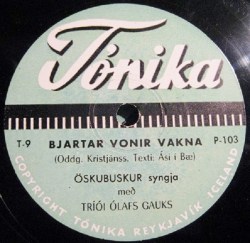 Tónika
T-9 BJARTAR VONIR VAKNA P-103
(Oddg. Kristjánss. Texti: Ási í Bæ)
ÖSKUBUSKUR syngja
með
TRÍÓI ÓLAFS GAUKS
COPYRIGHT TÓNIKA REYKJAVÍK ICELAND